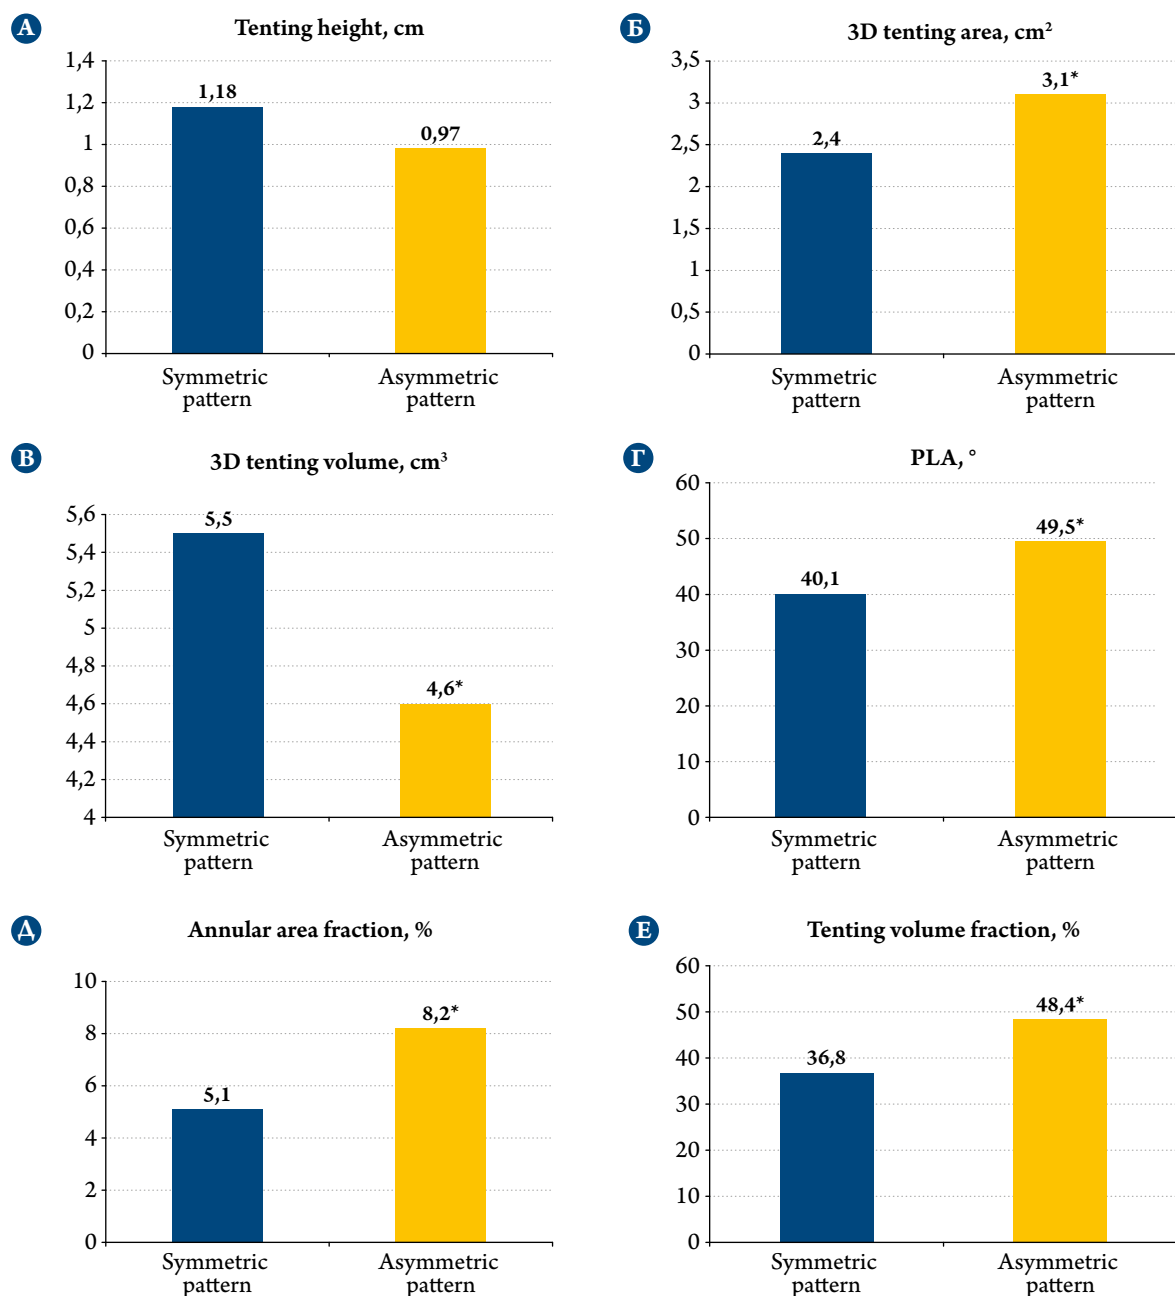 А
Tenting height, cm
1,4
1,2
1
0,8
0,6
0,4
0,2
0
1,18
0,97
Symmetric
pattern
Asymmetric
pattern
Б
3D tenting area, cm²
3,5
3
2,5
2
1,5
1
0,5
0
2,4
3,1*
Symmetric
pattern
Asymmetric
pattern
В
3D tenting volume, cm³
5,6
5,4
5,2
5
4,8
4,6
4,4
4,2
4
5,5
4,6*
Symmetric
pattern
Asymmetric
pattern
Г
PLA, °
60
50
40
30
20
10
0
40,1
49,5*
Symmetric
pattern
Asymmetric
pattern
Д
Annular area fraction, %
10
8
6
4
2
0
5,1
8,2*
Symmetric
pattern
Asymmetric
pattern
Е
Tenting volume fraction, %
60
50
40
30
20
10
0
36,8
48,4*
Symmetric
pattern
Asymmetric
pattern